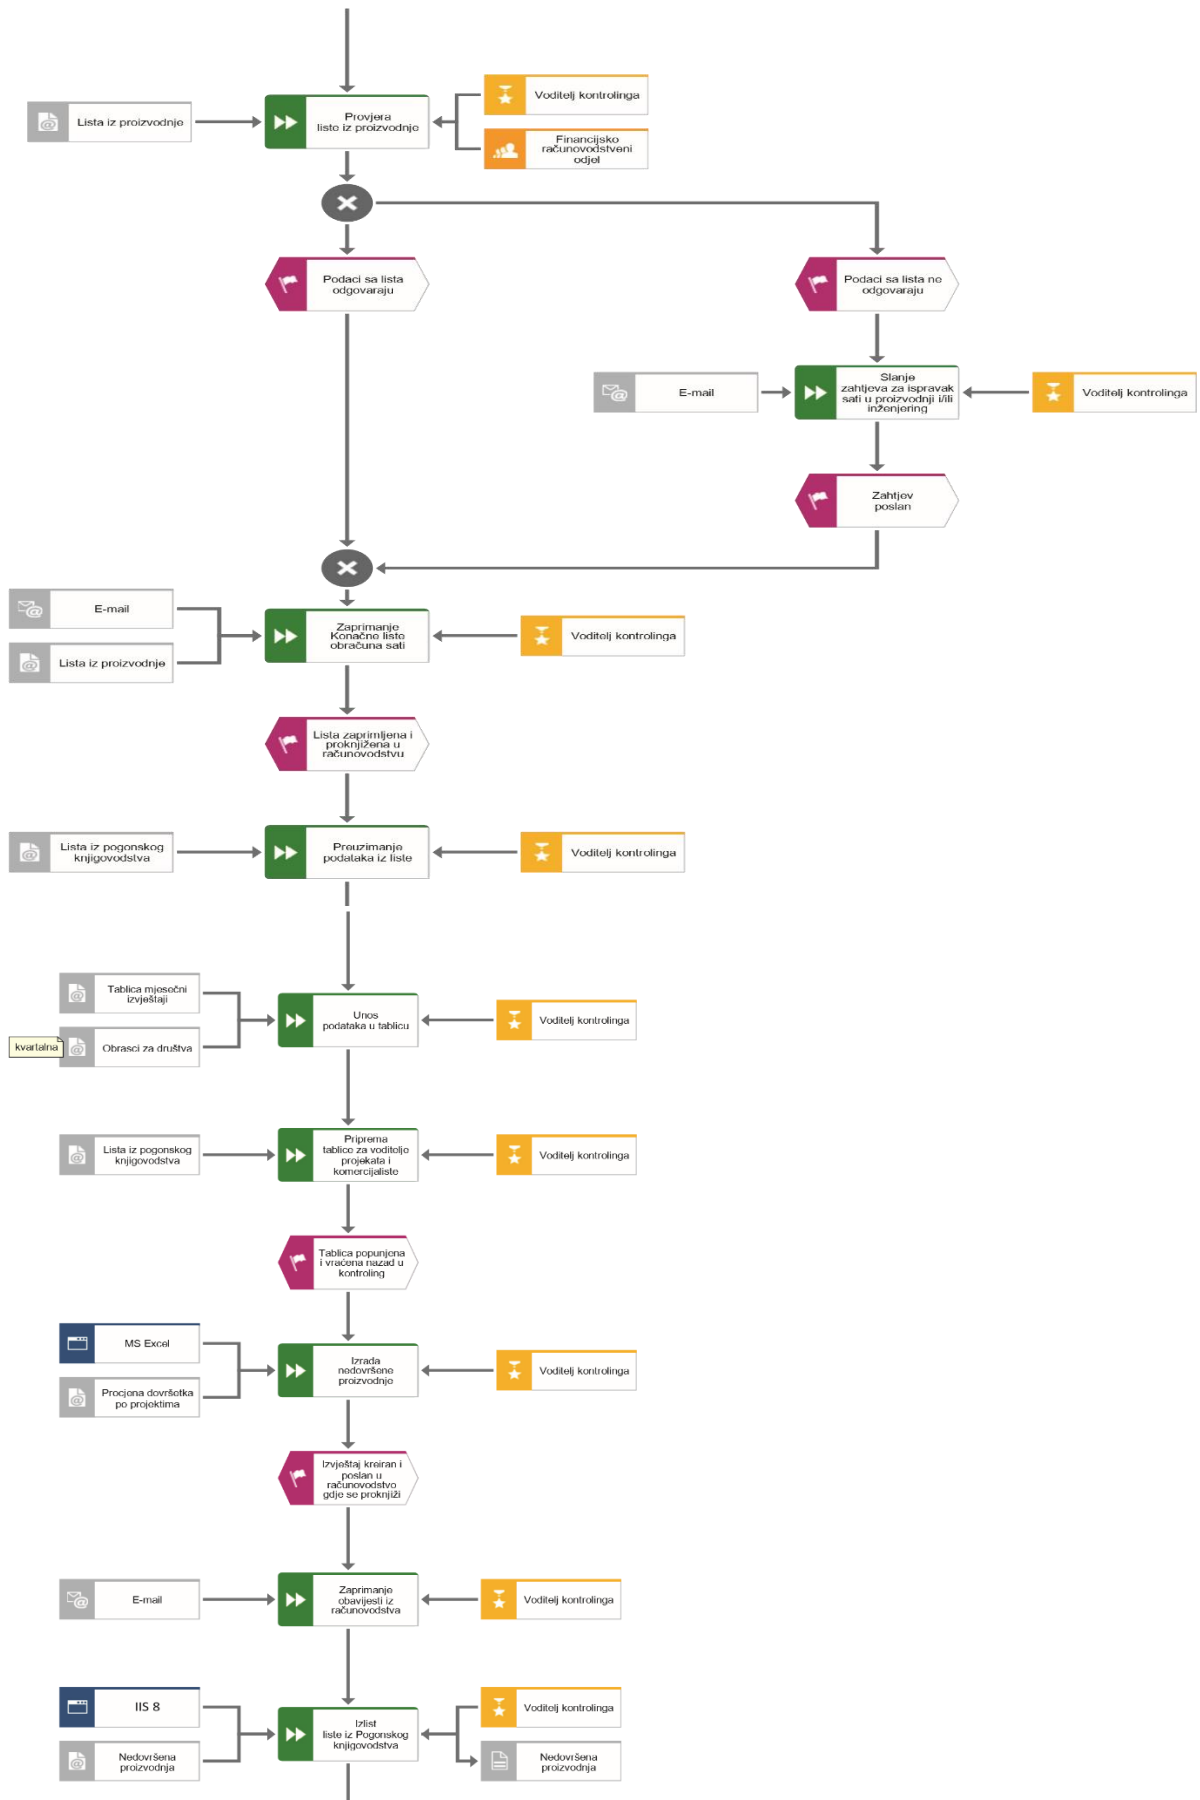 Voditelj kontrolinga
Lista iz proizvodnje
Provjera
liste iz proizvodnje
Financijsko
računovodstveni
odjel
Podaci sa lista
odgovaraju
Podaci sa lista ne
odgovaraju
E-mail
Slanje
zahtjeva za ispravak
sati u proizvodnji i/ili
inženjering
Voditelj kontrolinga
Zahtjev
poslan
E-mail
Lista iz proizvodnje
Zaprimanje
Konačne liste
obračuna sati
Voditelj kontrolinga
Lista zaprimljena i
proknjižena u
računovodstvu
Lista iz pogonskog
knjigovodstva
Preuzimanje
podataka iz liste
Voditelj kontrolinga
Tablica mjesečni
izvještaji
kvartalna
Obrasci za društva
Unos
podataka u tablicu
Voditelj kontrolinga
Lista iz pogonskog
knjigovodstva
Priprema
tablice za voditelje
projekata i
komercijaliste
Voditelj kontrolinga
Tablica popunjena
i vraćena nazad u
kontroling
MS Excel
Procjena dovršetka
po projektima
Izrada
nedovršene
proizvodnje
Voditelj kontrolinga
Izvještaj kreiran i
poslan u
računovodstvo
gdje se proknjiži
E-mail
Zaprimanje
obavijesti iz
računovodstva
Voditelj kontrolinga
IIS 8
Nedovršena
proizvodnja
Izlist
liste iz Pogonskog
knjigovodstva
Voditelj kontrolinga
Nedovršena
proizvodnja